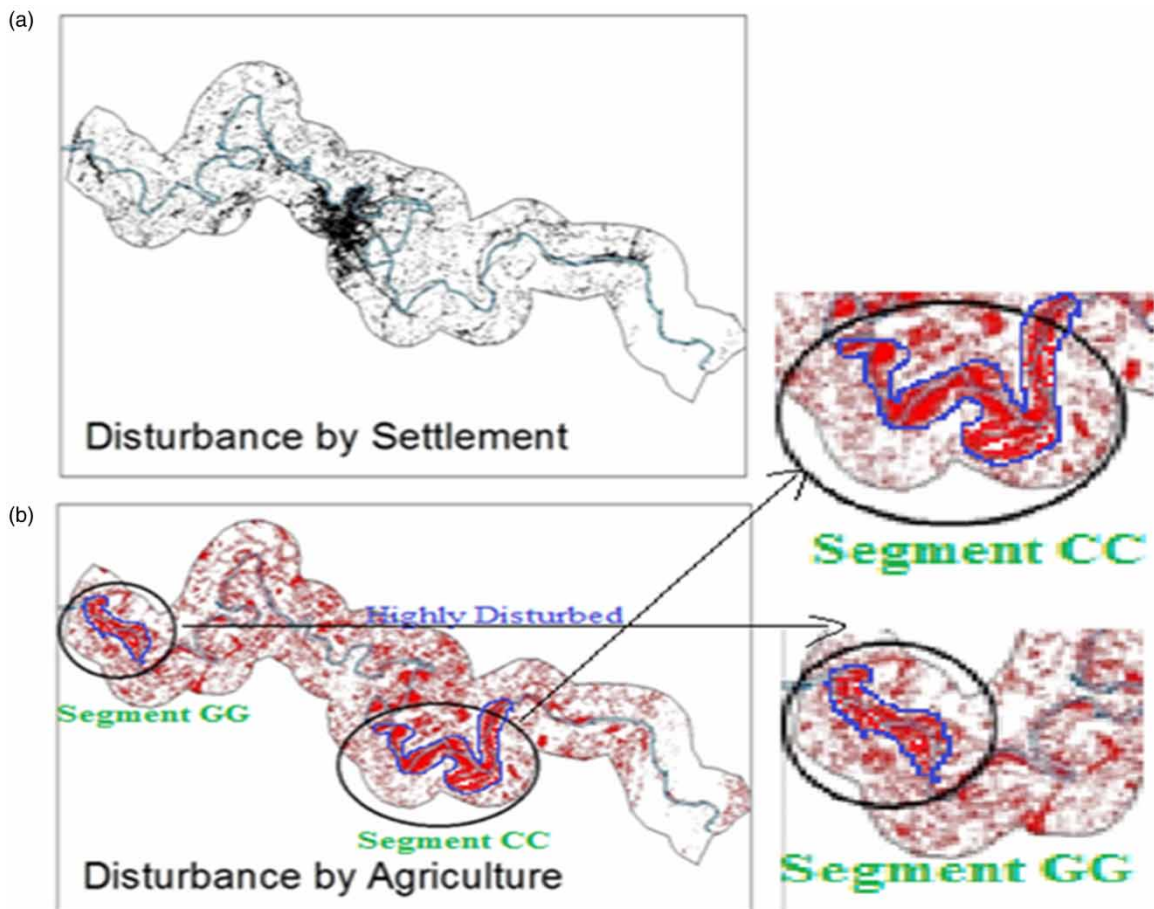 (a)
Disturbance by Settlement
Segment CC
(b)
Highly Disturbed
Segment GG
Segment CC
Disturbance by Agriculture
Segment GG